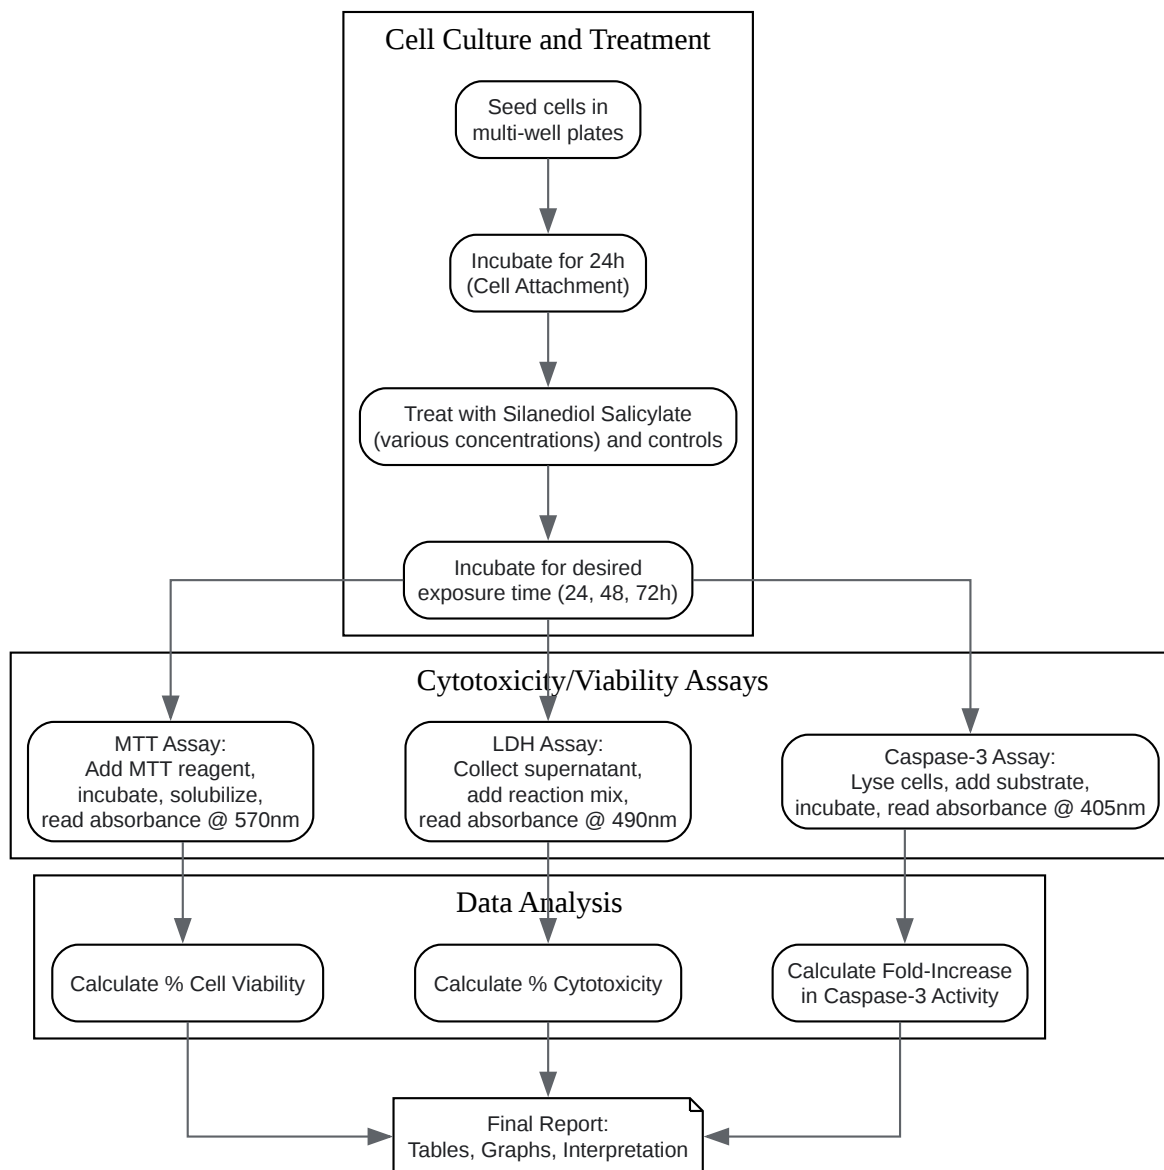 Cell Culture and Treatment
Seed cells in
multi-well plates
Incubate for 24h
(Cell Attachment)
Treat with Silanediol Salicylate
(various concentrations) and controls
Incubate for desired
exposure time (24, 48, 72h)
Cytotoxicity/Viability Assays
MTT Assay:
Add MTT reagent,
incubate, solubilize,
read absorbance @ 570nm
LDH Assay:
Collect supernatant,
add reaction mix,
read absorbance @ 490nm
Caspase-3 Assay:
Lyse cells, add substrate,
incubate, read absorbance @ 405nm
Data Analysis
Calculate % Cell Viability
Calculate % Cytotoxicity
Calculate Fold-Increase
in Caspase-3 Activity
Final Report:
Tables, Graphs, Interpretation